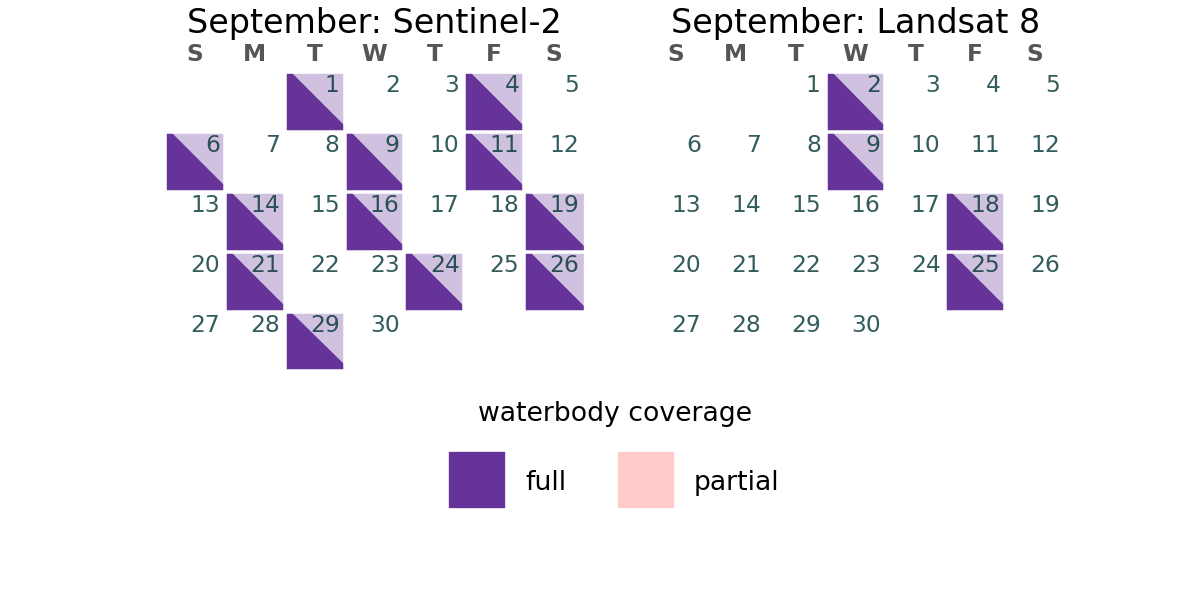 September: Sentinel-2
S M T W T F S
1 2 3 4 5
6 7 8 9 10 11 12
13 14 15 16 17 18 19
20 21 22 23 24 25 26
27 28 29 30
September: Landsat 8
S M T W T F S
1 2 3 4 5
6 7 8 9 10 11 12
13 14 15 16 17 18 19
20 21 22 23 24 25 26
27 28 29 30
waterbody coverage
full partial